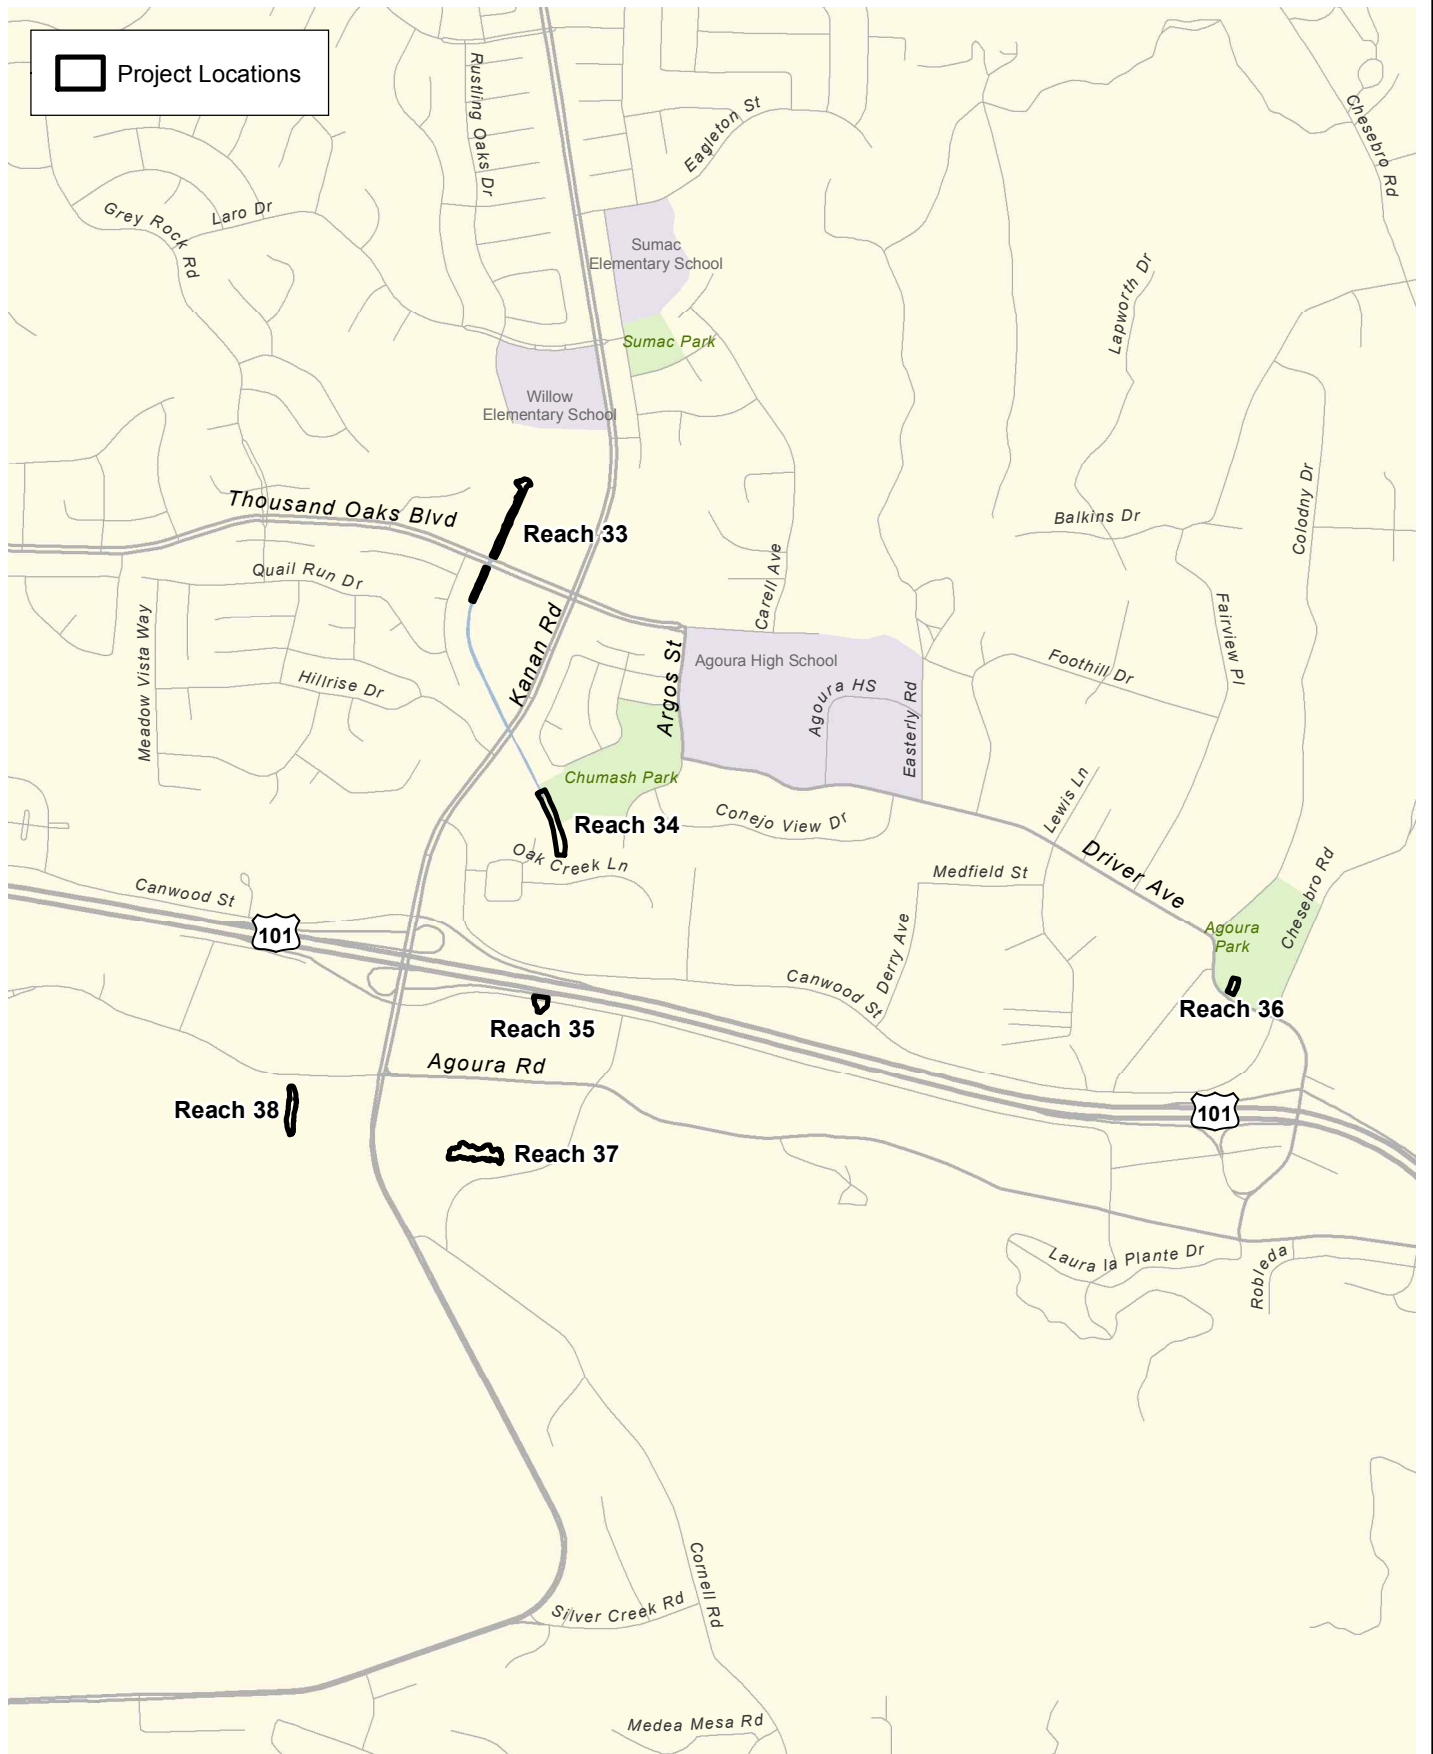 Project Locations
Rustling Oaks Dr
Eagleton St
Chesebro Rd
Grey Rock Rd
Laro Dr
Sumac
Elementary School
Lapworth Dr
Sumac Park
Willow
Elementary School
Thousand Oaks Blvd
Reach 33
Balkins Dr
Colodny Dr
Quail Run Dr
Carell Ave
Fairview Pl
Meadow Vista Way
Kanan Rd
Argos St
Agoura High School
Foothill Dr
Hillrise Dr
Agoura HS
Easterly Rd
Chumash Park
Lewis Ln
Reach 34
Conejo View Dr
Oak Creek Ln
Driver Ave
Medfield St
Canwood St
101
Chesebro Rd
Agoura
Park
Derry Ave
Canwood St
Reach 36
Reach 35
Agoura Rd
Reach 38
101
Reach 37
Laura la Plante Dr
Robleda
Cornell Rd
Silver Creek Rd
Medea Mesa Rd